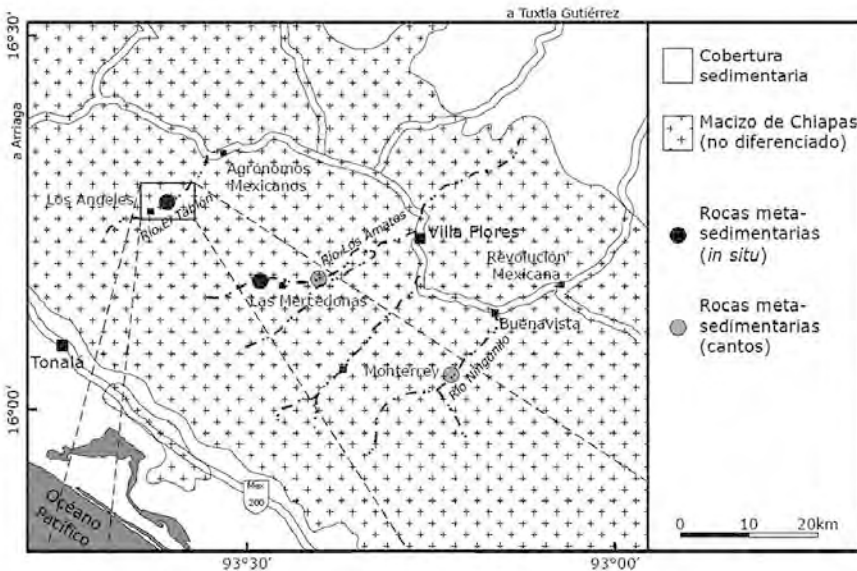 a Tuxtla Gutiérrez
16°30'
a Arriaga
Agrónomos
Mexicanos
Los Angeles
Río El Tablón
Río Los Amates
Villa Flores
Revolución
Mexicana
Las Mercedonas
Buenavista
Tonalá
Monterrey
Río Ningunilo
16°00'
Mex
200
Océano
Pacífico
93°30'
93°00'
Cobertura
sedimentaria
Macizo de Chiapas
(no diferenciado)
Rocas meta-
sedimentarias
(in situ)
Rocas meta-
sedimentarias
(cantos)
0 10 20km